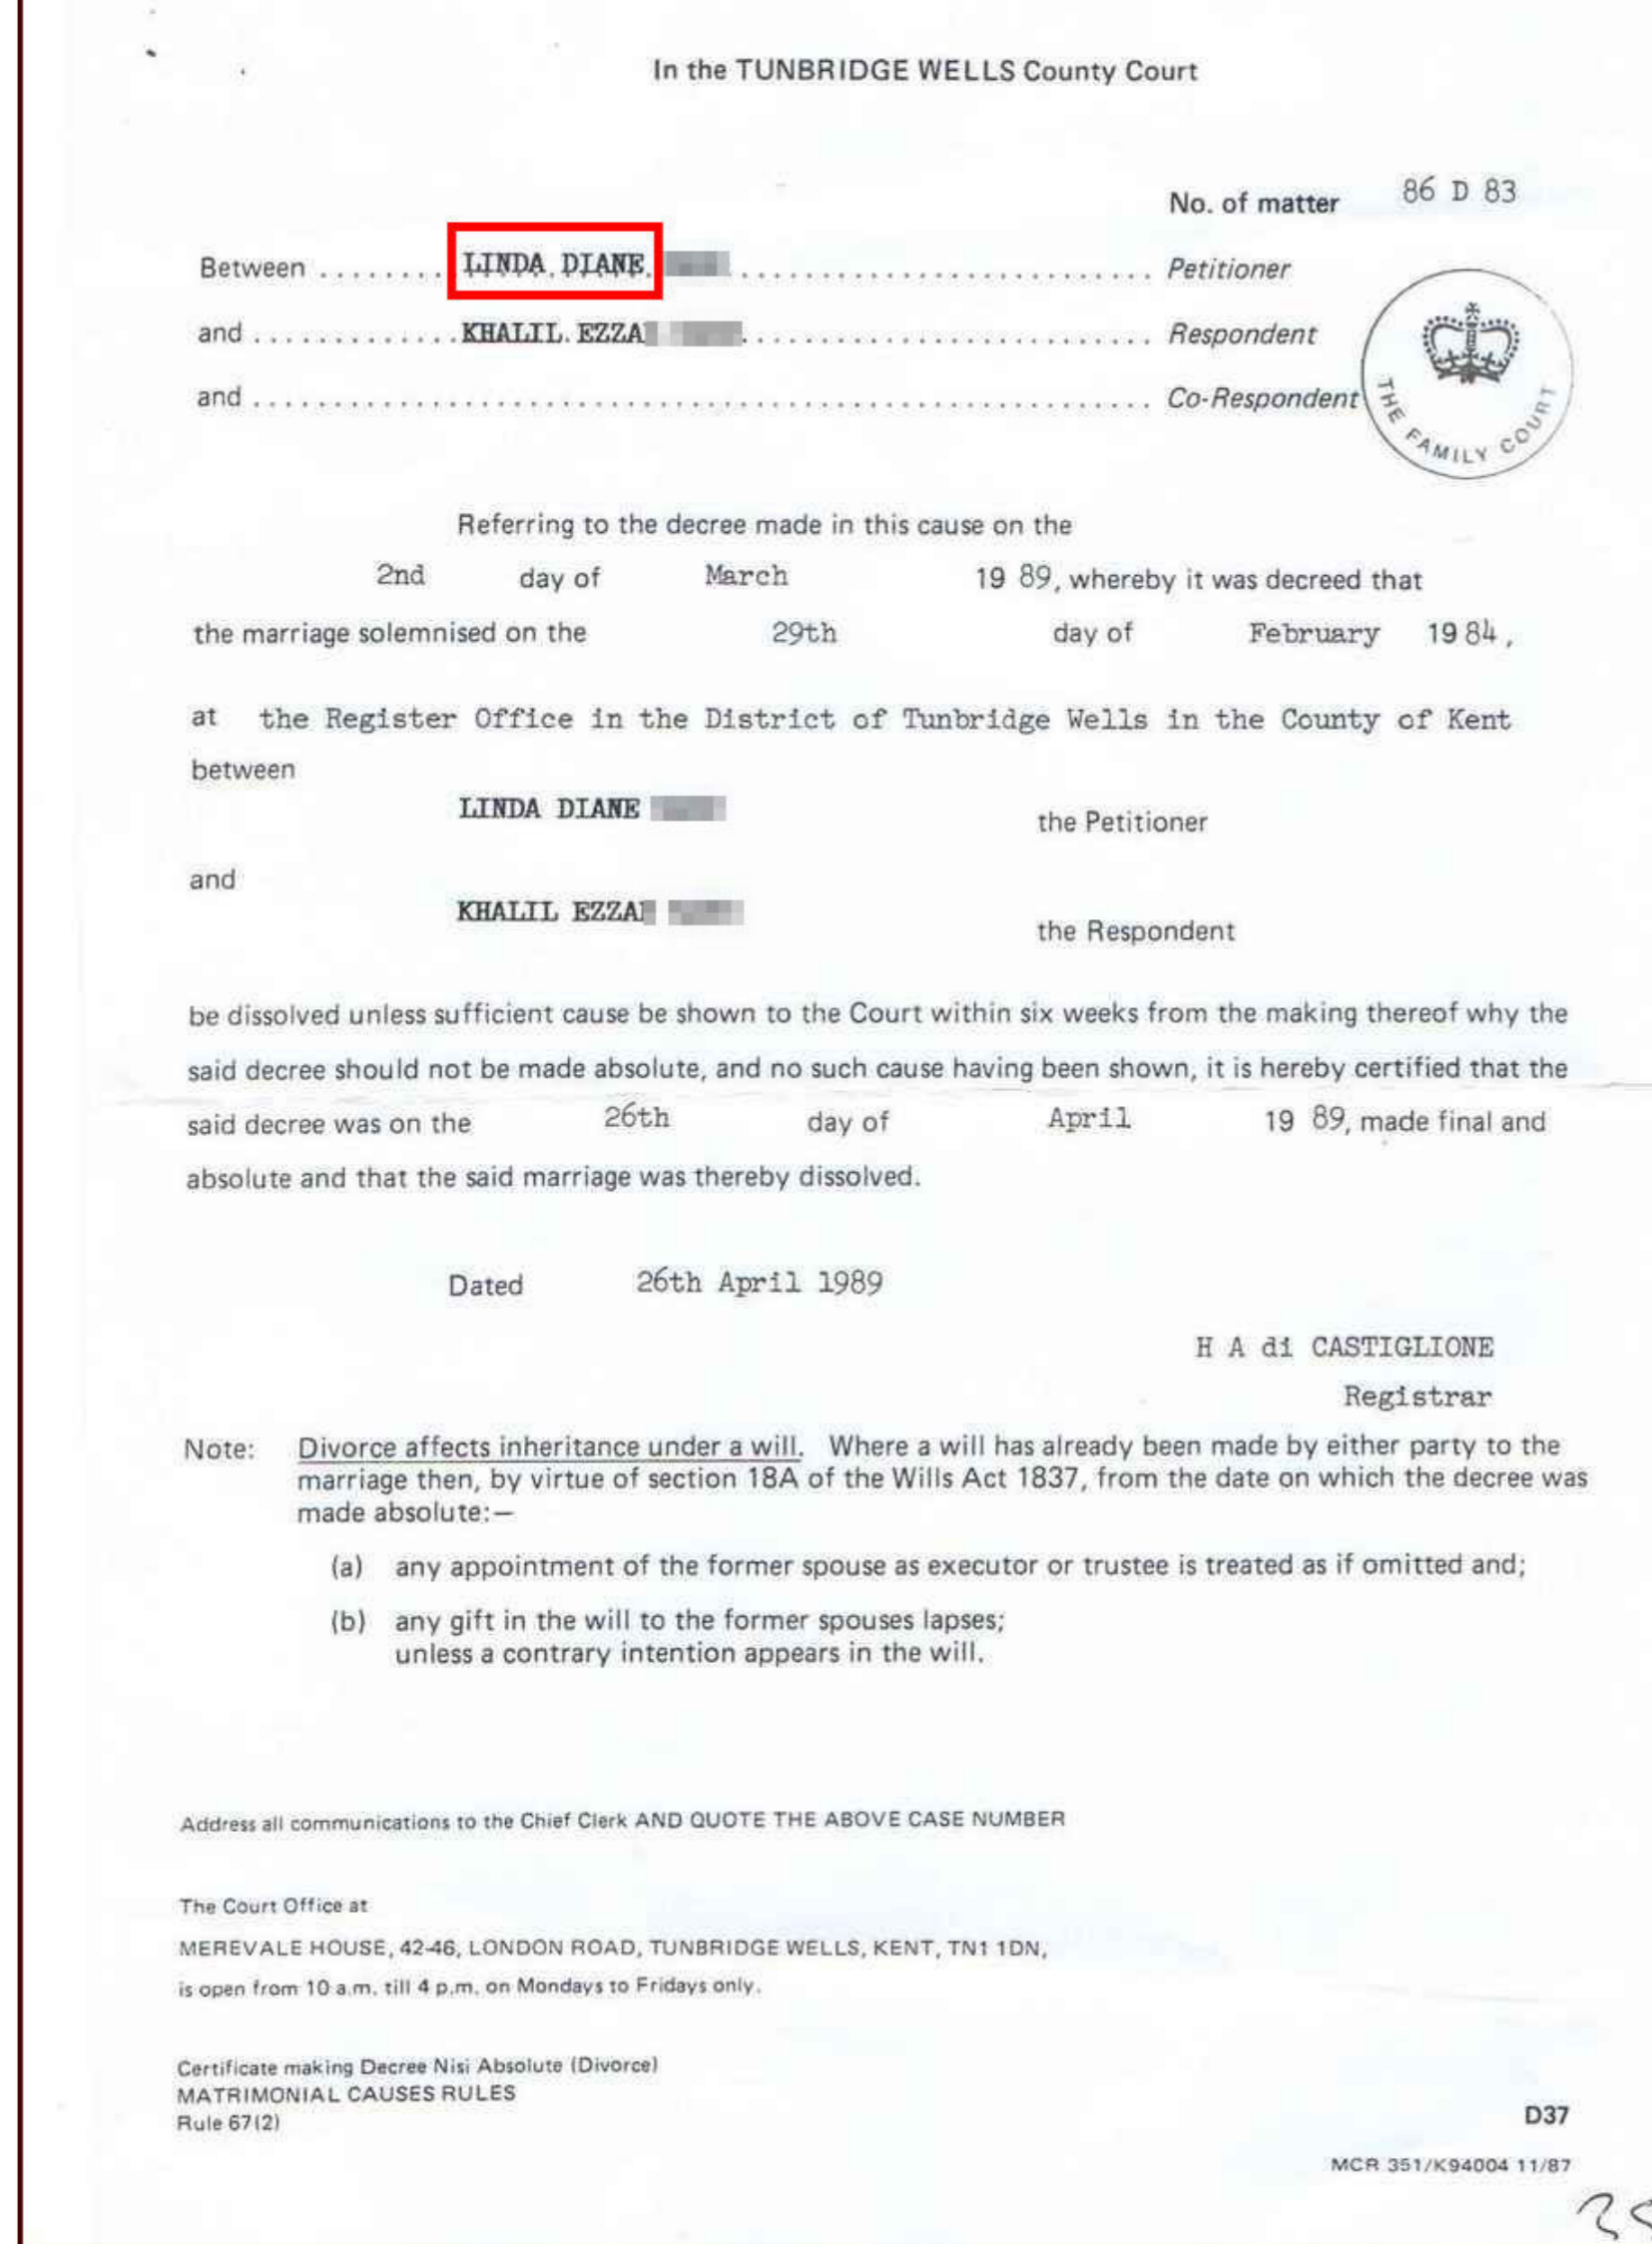 In the TUNBRIDGE WELLS County Court
No. of matter 86 D 83
Between ........ LINDA DIANE ............................ Petitioner
and ............. KHALIL EZZA ............................ Respondent
and ........................................................ Co-Respondent
THE FAMILY COURT
Referring to the decree made in this cause on the
2nd day of March 19 89, whereby it was decreed that
the marriage solemnised on the 29th day of February 19 84,
at the Register Office in the District of Tunbridge Wells in the County of Kent
between
LINDA DIANE
the Petitioner
and
KHALIL EZZA
the Respondent
be dissolved unless sufficient cause be shown to the Court within six weeks from the making thereof why the
said decree should not be made absolute, and no such cause having been shown, it is hereby certified that the
said decree was on the 26th day of April 19 89, made final and
absolute and that the said marriage was thereby dissolved.
Dated 26th April 1989
H A di CASTIGLIONE
Registrar
Note: Divorce affects inheritance under a will. Where a will has already been made by either party to the
marriage then, by virtue of section 18A of the Wills Act 1837, from the date on which the decree was
made absolute:—
(a) any appointment of the former spouse as executor or trustee is treated as if omitted and;
(b) any gift in the will to the former spouses lapses;
unless a contrary intention appears in the will.
Address all communications to the Chief Clerk AND QUOTE THE ABOVE CASE NUMBER
The Court Office at
MEREVALE HOUSE, 42-46, LONDON ROAD, TUNBRIDGE WELLS, KENT, TN1 1DN,
is open from 10 a.m. till 4 p.m. on Mondays to Fridays only.
Certificate making Decree Nisi Absolute (Divorce)
MATRIMONIAL CAUSES RULES
Rule 67(2)
D37
MCR 351/K94004 11/87